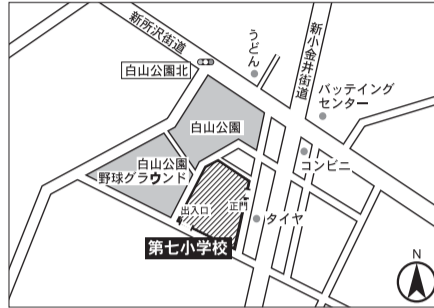 新所沢街道
うどん
新小金井街道
白山公園北
バッテイング
センター
白山公園
コンビニ
白山公園
野球グラウンド
出入口
正門
タイヤ
第七小学校
N